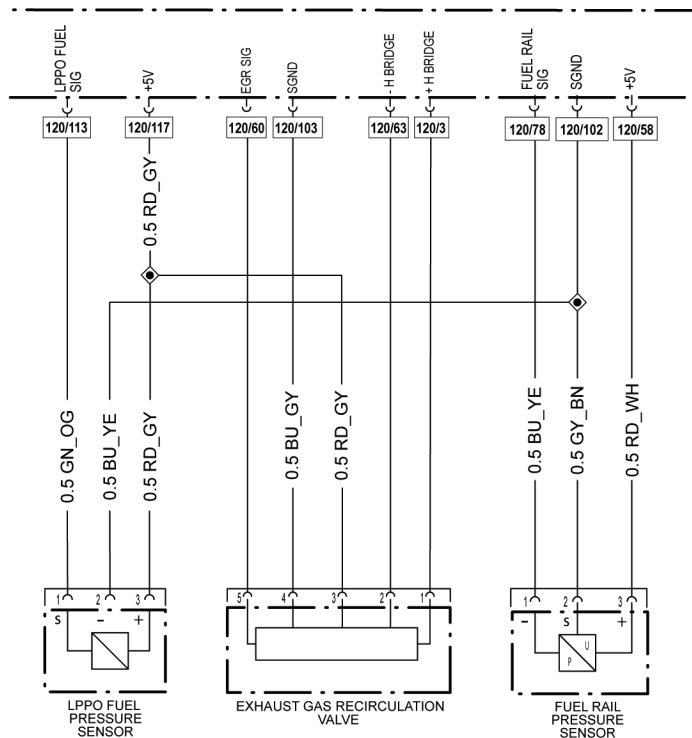 LPPO FUEL
SIG
+5V
EGR SIG
SGND
- H BRIDGE
+ H BRIDGE
FUEL RAIL
SIG
SGND
+5V
120/113
120/117
120/60
120/103
120/63
120/3
120/78
120/102
120/58
0.5 RD_GY
0.5 GN_OG
0.5 BU_YE
0.5 RD_GY
0.5 BU_GY
0.5 RD_GY
0.5 BU_YE
0.5 GY_BN
0.5 RD_WH
1 2 3
5 4 3 2 1
1 2 3
S - +
- S +
U
P
LPPO FUEL
PRESSURE
SENSOR
EXHAUST GAS RECIRCULATION
VALVE
FUEL RAIL
PRESSURE
SENSOR